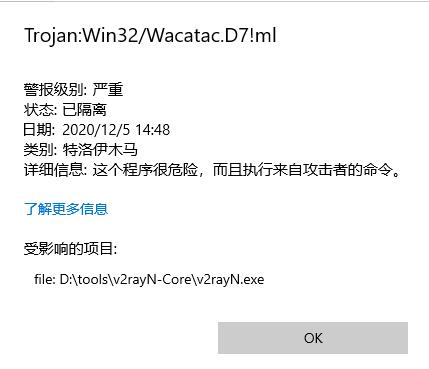 Trojan:Win32/Wacatac.D7!ml
警报级别: 严重
状态: 已隔离
日期: 2020/12/5 14:48
类别: 特洛伊木马
详细信息: 这个程序很危险，而且执行来自攻击者的命令。
了解更多信息
受影响的项目:
file: D:\tools\v2rayN-Core\v2rayN.exe
OK